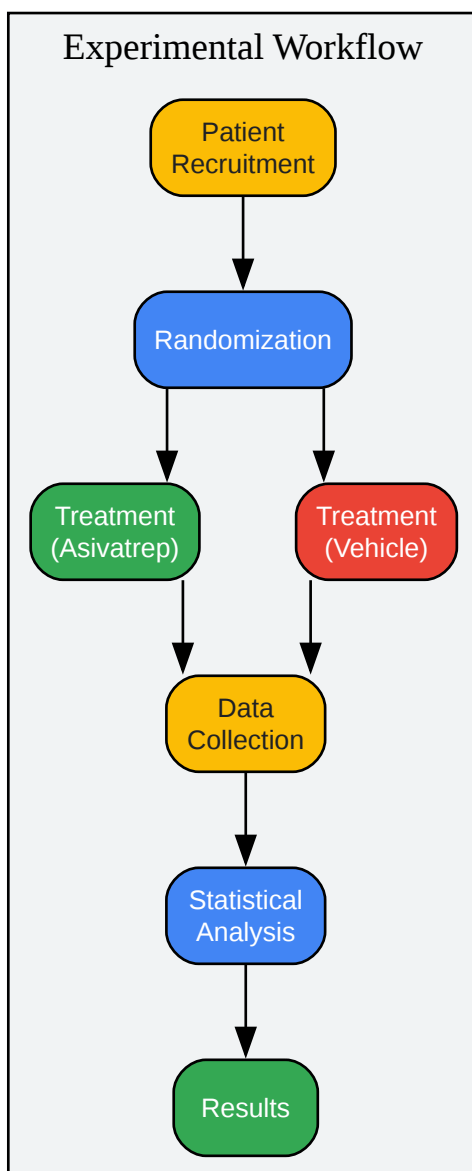 Experimental Workflow
Patient
Recruitment
Randomization
Treatment
(Asivatrep)
Treatment
(Vehicle)
Data
Collection
Statistical
Analysis
Results